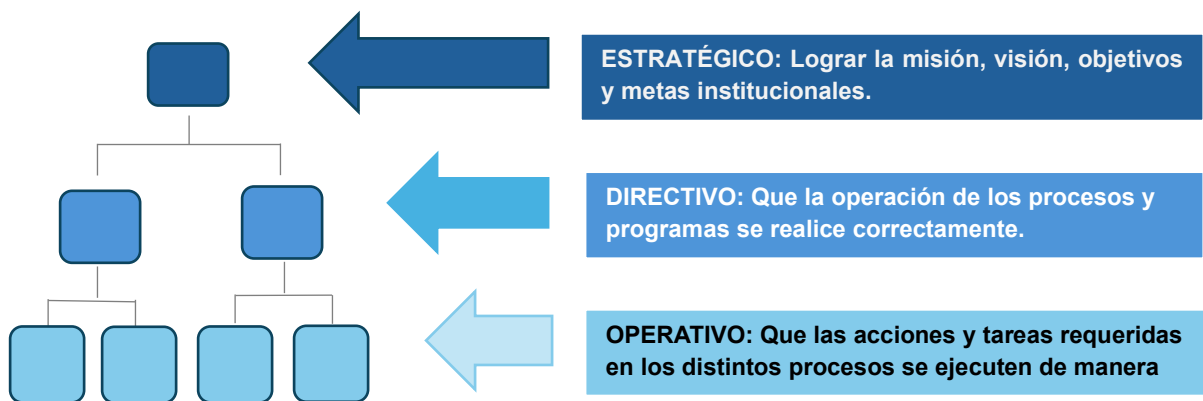 ESTRATÉGICO: Lograr la misión, visión, objetivos
y metas institucionales.
DIRECTIVO: Que la operación de los procesos y
programas se realice correctamente.
OPERATIVO: Que las acciones y tareas requeridas
en los distintos procesos se ejecuten de manera